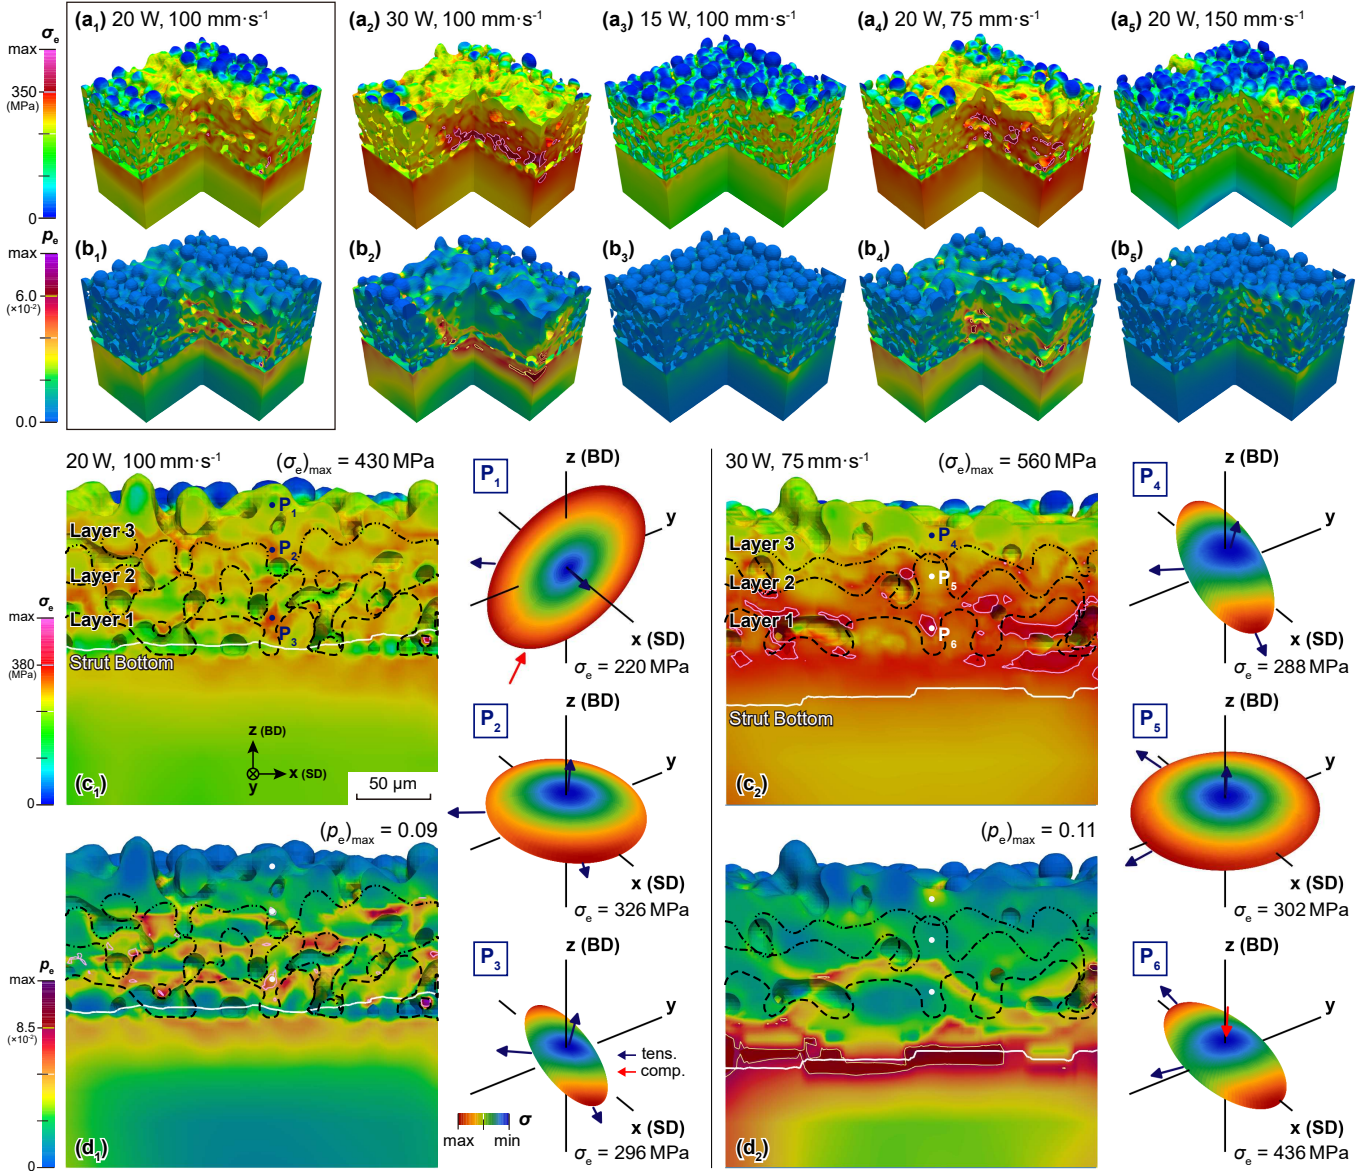 (a₁) 20 W, 100 mm·s⁻¹
(a₂) 30 W, 100 mm·s⁻¹
(a₃) 15 W, 100 mm·s⁻¹
(a₄) 20 W, 75 mm·s⁻¹
(a₅) 20 W, 150 mm·s⁻¹
σₑ
max
350
(MPa)
0
pₑ
max
6.0
(×10⁻²)
0.0
(b₁)
(b₂)
(b₃)
(b₄)
(b₅)
20 W, 100 mm·s⁻¹ (σₑ)max = 430 MPa
P₁
Layer 3
P₂
Layer 2
Layer 1
P₃
Strut Bottom
σₑ
max
380
(MPa)
0
z (BD)
x (SD)
y
(c₁)
50 µm
P₁
z (BD)
y
x (SD)
σₑ = 220 MPa
P₂
z (BD)
y
x (SD)
σₑ = 326 MPa
30 W, 75 mm·s⁻¹ (σₑ)max = 560 MPa
Layer 3
P₄
Layer 2
P₅
Layer 1
P₆
Strut Bottom
(c₂)
P₄
z (BD)
y
x (SD)
σₑ = 288 MPa
P₅
z (BD)
y
x (SD)
σₑ = 302 MPa
(pₑ)max = 0.09
pₑ
max
8.5
(×10⁻²)
0
(d₁)
P₃
z (BD)
y
tens.
comp.
x (SD)
σ
max min
σₑ = 296 MPa
(pₑ)max = 0.11
(d₂)
P₆
z (BD)
y
x (SD)
σₑ = 436 MPa